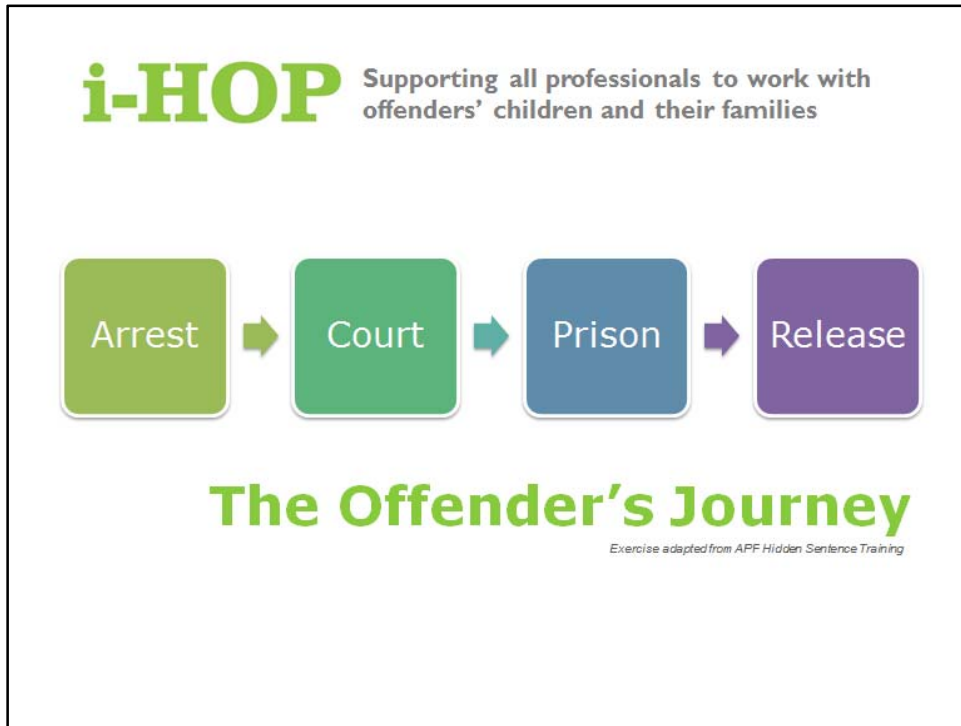 i-HOP
Supporting all professionals to work with
offenders’ children and their families
Arrest
Court
Prison
Release
The Offender’s Journey
Exercise adapted from APF Hidden Sentence Training